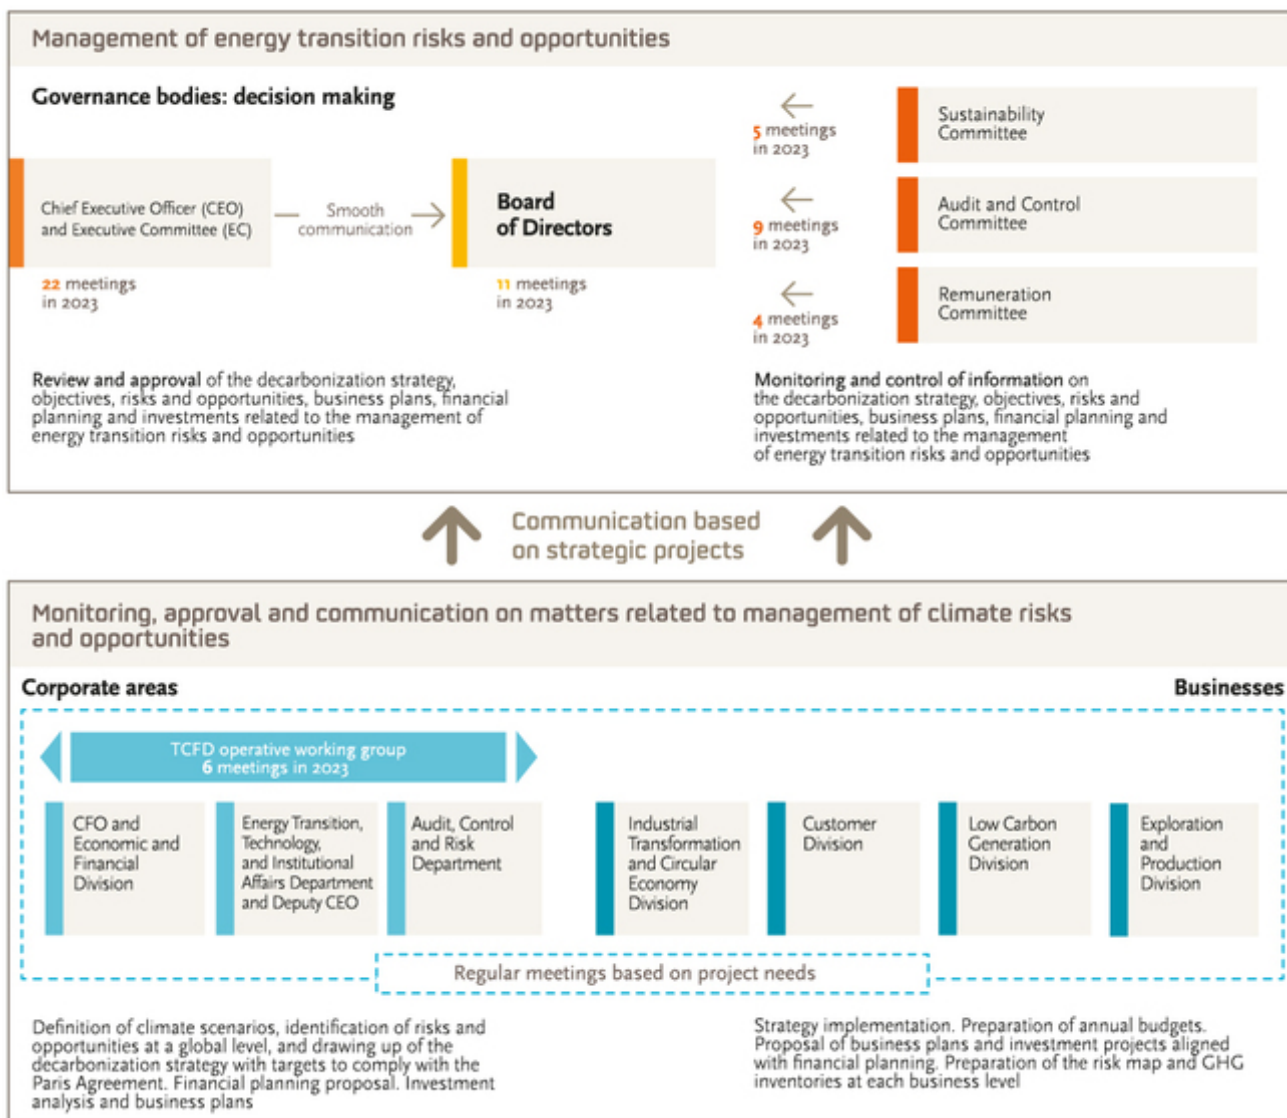 Management of energy transition risks and opportunities
Governance bodies: decision making
Chief Executive Officer (CEO)
and Executive Committee (EC)
22 meetings
in 2023
Smooth
communication
Board
of Directors
11 meetings
in 2023
5 meetings
in 2023
Sustainability
Committee
9 meetings
in 2023
Audit and Control
Committee
4 meetings
in 2023
Remuneration
Committee
Review and approval of the decarbonization strategy,
objectives, risks and opportunities, business plans, financial
planning and investments related to the management of
energy transition risks and opportunities
Monitoring and control of information on
the decarbonization strategy, objectives, risks and
opportunities, business plans, financial planning and
investments related to the management
of energy transition risks and opportunities
Communication based
on strategic projects
Monitoring, approval and communication on matters related to management of climate risks
and opportunities
Corporate areas
Businesses
TCFD operative working group
6 meetings in 2023
CFO and
Economic and
Financial
Division
Energy Transition,
Technology,
and Institutional
Affairs Department
and Deputy CEO
Audit, Control
and Risk
Department
Industrial
Transformation
and Circular
Economy
Division
Customer
Division
Low Carbon
Generation
Division
Exploration
and
Production
Division
Regular meetings based on project needs
Definition of climate scenarios, identification of risks and
opportunities at a global level, and drawing up of the
decarbonization strategy with targets to comply with the
Paris Agreement. Financial planning proposal. Investment
analysis and business plans
Strategy implementation. Preparation of annual budgets.
Proposal of business plans and investment projects aligned
with financial planning. Preparation of the risk map and GHG
inventories at each business level